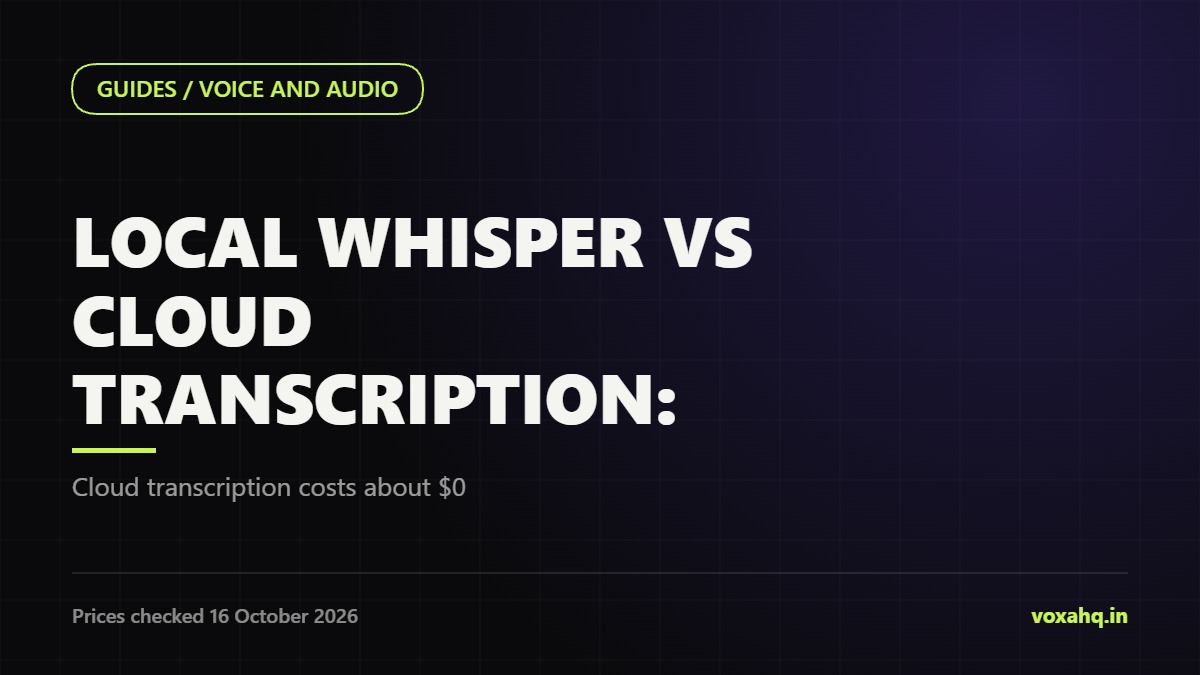 GUIDES / VOICE AND AUDIO
LOCAL WHISPER VS
CLOUD
TRANSCRIPTION:
Cloud transcription costs about $0
Prices checked 16 October 2026
voxahq.in